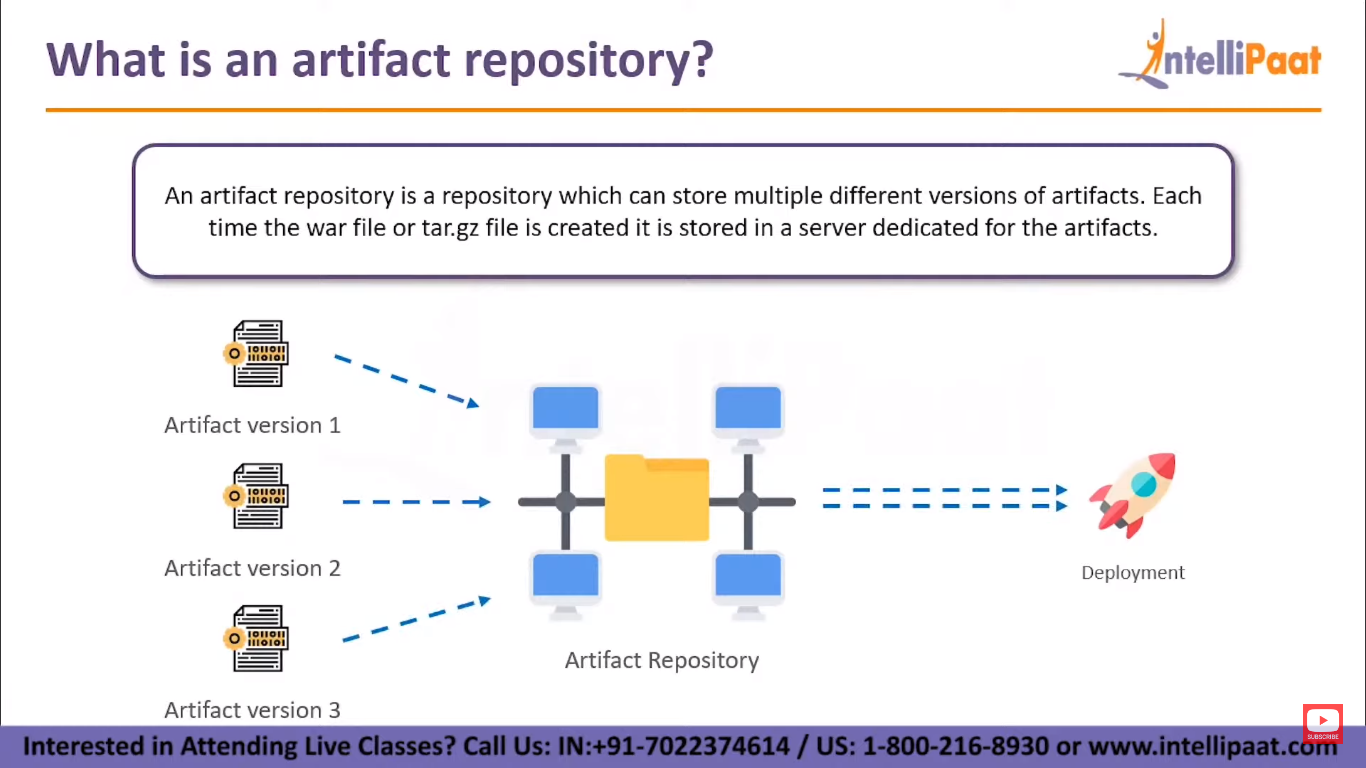 What is an artifact repository?
IntelliPaat
An artifact repository is a repository which can store multiple different versions of artifacts. Each
time the war file or tar.gz file is created it is stored in a server dedicated for the artifacts.
Artifact version 1
Artifact version 2
Artifact version 3
Artifact Repository
Deployment
SUBSCRIBE
Interested in Attending Live Classes? Call Us: IN:+91-7022374614 / US: 1-800-216-8930 or www.intellipaat.com